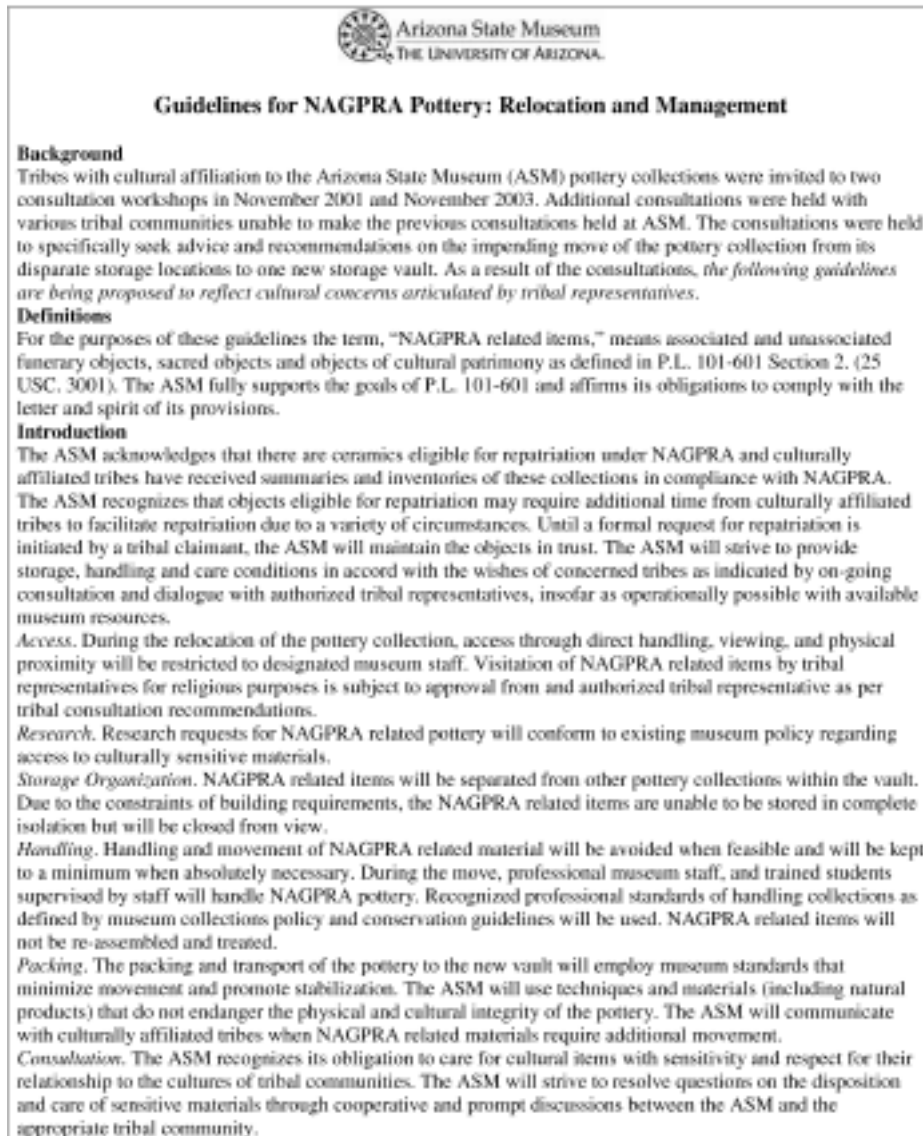 Arizona State Museum
THE UNIVERSITY OF ARIZONA.
Guidelines for NAGPRA Pottery: Relocation and Management
Background
Tribes with cultural affiliation to the Arizona State Museum (ASM) pottery collections were invited to two
consultation workshops in November 2001 and November 2003. Additional consultations were held with
various tribal communities unable to make the previous consultations held at ASM. The consultations were held
to specifically seek advice and recommendations on the impending move of the pottery collection from its
disparate storage locations to one new storage vault. As a result of the consultations, the following guidelines
are being proposed to reflect cultural concerns articulated by tribal representatives.
Definitions
For the purposes of these guidelines the term, “NAGPRA related items,” means associated and unassociated
funerary objects, sacred objects and objects of cultural patrimony as defined in P.L. 101-601 Section 2. (25
USC. 3001). The ASM fully supports the goals of P.L. 101-601 and affirms its obligations to comply with the
letter and spirit of its provisions.
Introduction
The ASM acknowledges that there are ceramics eligible for repatriation under NAGPRA and culturally
affiliated tribes have received summaries and inventories of these collections in compliance with NAGPRA.
The ASM recognizes that objects eligible for repatriation may require additional time from culturally affiliated
tribes to facilitate repatriation due to a variety of circumstances. Until a formal request for repatriation is
initiated by a tribal claimant, the ASM will maintain the objects in trust. The ASM will strive to provide
storage, handling and care conditions in accord with the wishes of concerned tribes as indicated by on-going
consultation and dialogue with authorized tribal representatives, insofar as operationally possible with available
museum resources.
Access. During the relocation of the pottery collection, access through direct handling, viewing, and physical
proximity will be restricted to designated museum staff. Visitation of NAGPRA related items by tribal
representatives for religious purposes is subject to approval from and authorized tribal representative as per
tribal consultation recommendations.
Research. Research requests for NAGPRA related pottery will conform to existing museum policy regarding
access to culturally sensitive materials.
Storage Organization. NAGPRA related items will be separated from other pottery collections within the vault.
Due to the constraints of building requirements, the NAGPRA related items are unable to be stored in complete
isolation but will be closed from view.
Handling. Handling and movement of NAGPRA related material will be avoided when feasible and will be kept
to a minimum when absolutely necessary. During the move, professional museum staff, and trained students
supervised by staff will handle NAGPRA pottery. Recognized professional standards of handling collections as
defined by museum collections policy and conservation guidelines will be used. NAGPRA related items will
not be re-assembled and treated.
Packing. The packing and transport of the pottery to the new vault will employ museum standards that
minimize movement and promote stabilization. The ASM will use techniques and materials (including natural
products) that do not endanger the physical and cultural integrity of the pottery. The ASM will communicate
with culturally affiliated tribes when NAGPRA related materials require additional movement.
Consultation. The ASM recognizes its obligation to care for cultural items with sensitivity and respect for their
relationship to the cultures of tribal communities. The ASM will strive to resolve questions on the disposition
and care of sensitive materials through cooperative and prompt discussions between the ASM and the
appropriate tribal community.